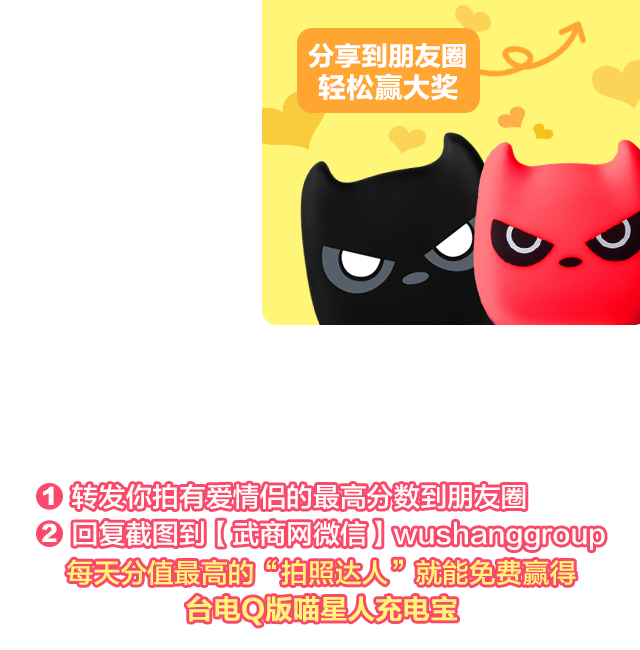 分享到朋友圈
轻松赢大奖
❶ 转发你拍有爱情侣的最高分数到朋友圈
❷ 回复截图到【武商网微信】wushanggroup
每天分值最高的“拍照达人”就能免费赢得
台电Q版喵星人充电宝